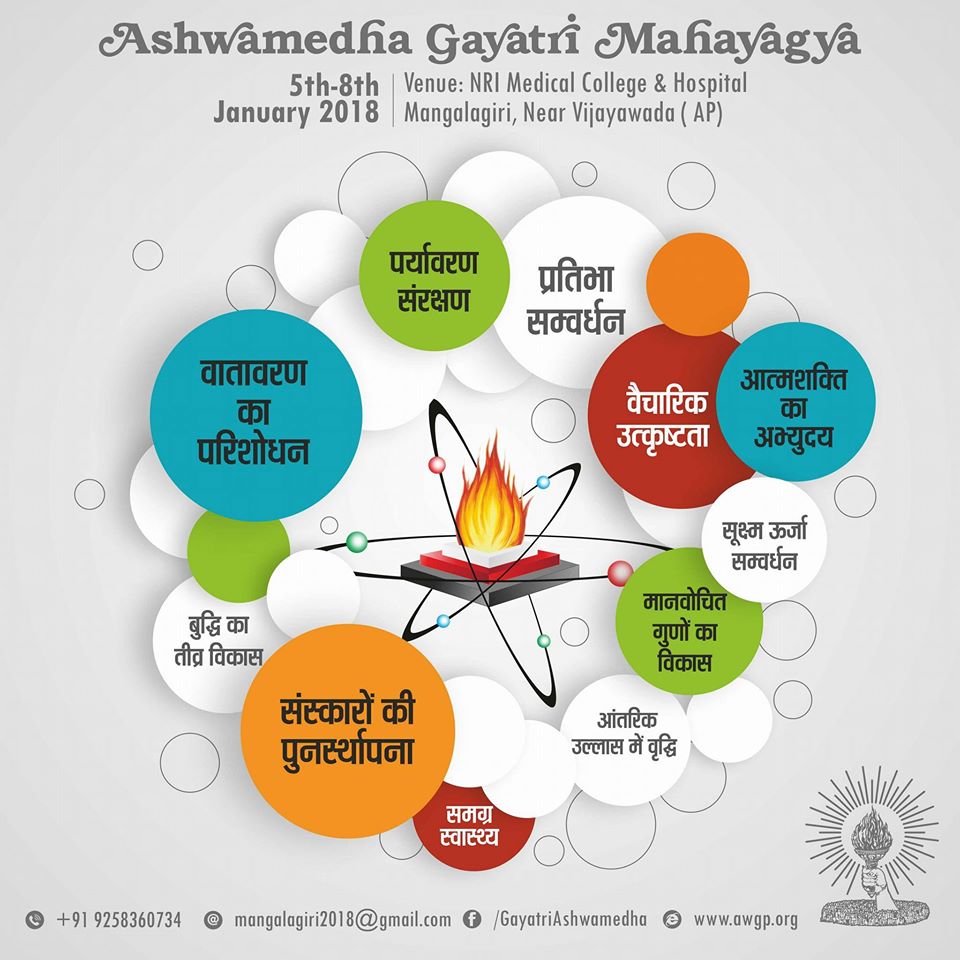 Ashwamedha Gayatri Mahayagya
5th-8th
January 2018
Venue: NRI Medical College & Hospital
Mangalagiri, Near Vijayawada ( AP)
पर्यावरण
संरक्षण
प्रतिभा
सम्वर्धन
वातावरण
का
परिशोधन
वैचारिक
उत्कृष्टता
आत्मशक्ति
का
अभ्युदय
सूक्ष्म ऊर्जा
सम्वर्धन
मानवोचित
गुणों का
विकास
बुद्धि का
तीव्र विकास
संस्कारों की
पुनर्स्थापना
आंतरिक
उल्लास में वृद्धि
समग्र
स्वास्थ्य
+91 9258360734 mangalagiri2018@gmail.com /GayatriAshwamedha www.awgp.org